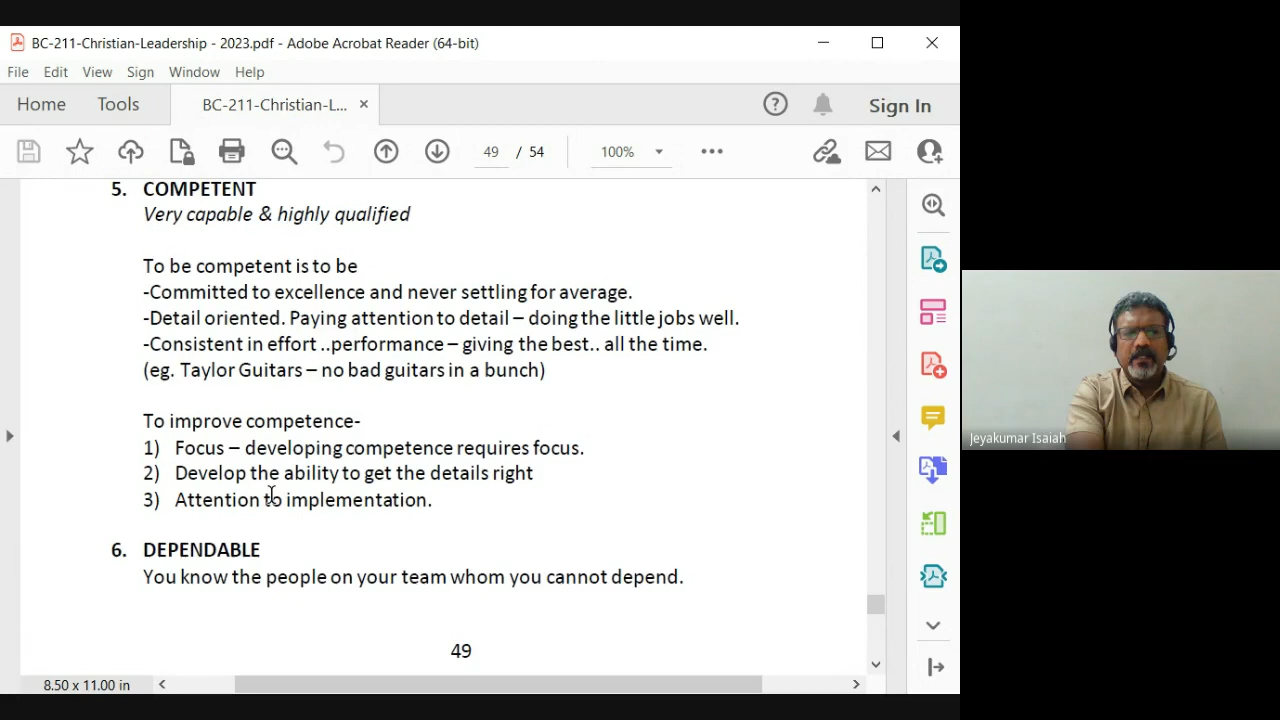 BC-211-Christian-Leadership - 2023.pdf - Adobe Acrobat Reader (64-bit)
File Edit View Sign Window Help
Home Tools BC-211-Christian-L... × Sign In
49 / 54 100%
5. COMPETENT
Very capable & highly qualified
To be competent is to be
-Committed to excellence and never settling for average.
-Detail oriented. Paying attention to detail – doing the little jobs well.
-Consistent in effort ..performance – giving the best.. all the time.
(eg. Taylor Guitars – no bad guitars in a bunch)
To improve competence-
1) Focus – developing competence requires focus.
2) Develop the ability to get the details right
3) Attention to implementation.
6. DEPENDABLE
You know the people on your team whom you cannot depend.
49
8.50 x 11.00 in
Jeyakumar Isaiah